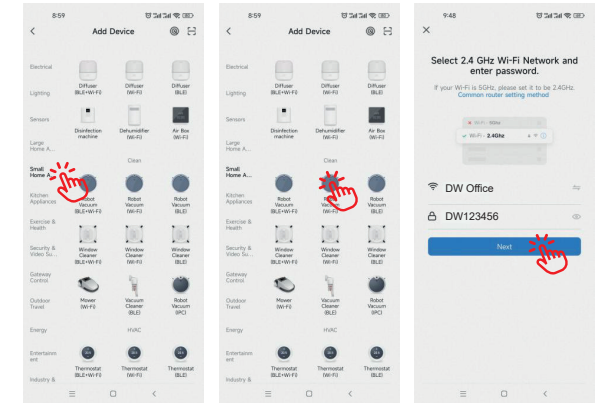 8:59
Add Device
Electrical
Diffuser
(BLE+Wi-Fi)
Diffuser
(Wi-Fi)
Diffuser
(BLE)
Lighting
Sensors
Disinfection
machine
Dehumidifier
(Wi-Fi)
Air Box
(Wi-Fi)
Large
Home A...
Clean
Small
Home A...
Robot
Vacuum
(BLE+Wi-Fi)
Robot
Vacuum
(Wi-Fi)
Robot
Vacuum
(BLE)
Kitchen
Appliances
Exercise &
Health
Window
Cleaner
(BLE+Wi-Fi)
Window
Cleaner
(Wi-Fi)
Window
Cleaner
(BLE)
Security &
Video Su...
Gateway
Control
Mower
(Wi-Fi)
Vacuum
Cleaner
(BLE)
Robot
Vacuum
(IPC)
Outdoor
Travel
Energy
HVAC
Entertainm
ent
Thermostat
(BLE+Wi-Fi)
Thermostat
(Wi-Fi)
Thermostat
(BLE)
Industry &
8:59
Add Device
Electrical
Diffuser
(BLE+Wi-Fi)
Diffuser
(Wi-Fi)
Diffuser
(BLE)
Lighting
Sensors
Disinfection
machine
Dehumidifier
(Wi-Fi)
Air Box
(Wi-Fi)
Large
Home A...
Clean
Small
Home A...
Robot
Vacuum
(BLE+Wi-Fi)
Vacuum
(Wi-Fi)
Robot
Vacuum
(BLE)
Kitchen
Appliances
Exercise &
Health
Window
Cleaner
(BLE+Wi-Fi)
Window
Cleaner
(Wi-Fi)
Window
Cleaner
(BLE)
Security &
Video Su...
Gateway
Control
Mower
(Wi-Fi)
Vacuum
Cleaner
(BLE)
Robot
Vacuum
(IPC)
Outdoor
Travel
Energy
HVAC
Entertainm
ent
Thermostat
(BLE+Wi-Fi)
Thermostat
(Wi-Fi)
Thermostat
(BLE)
Industry &
9:48
Select 2.4 GHz Wi-Fi Network and
enter password.
If your Wi-Fi is 5GHz, please set it to be 2.4GHz.
Common router setting method
Wi-Fi - 5Ghz
Wi-Fi - 2.4Ghz
DW Office
DW123456
Next